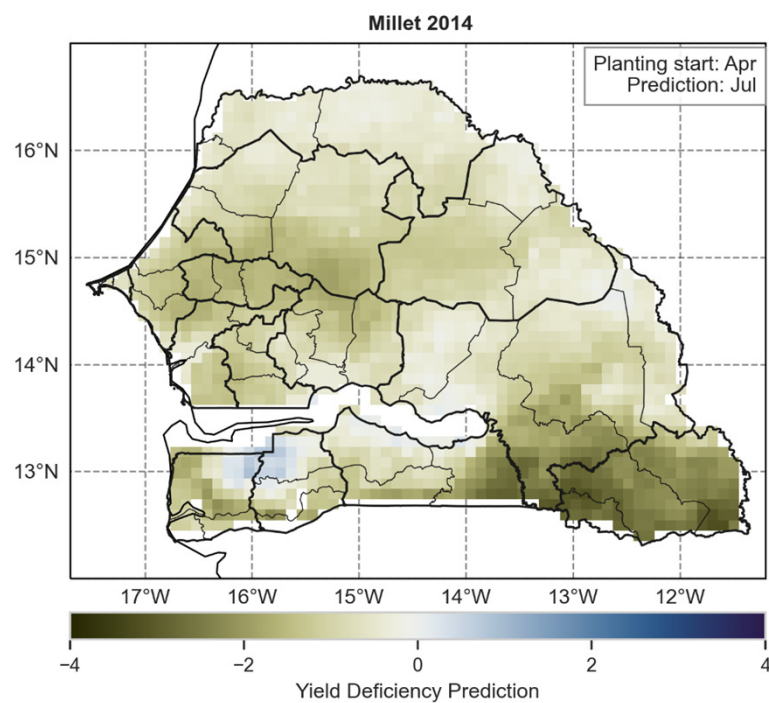 Millet 2014
Planting start: Apr
Prediction: Jul
16°N
15°N
14°N
13°N
17°W 16°W 15°W 14°W 13°W 12°W
−4 −2 0 2 4
Yield Deficiency Prediction